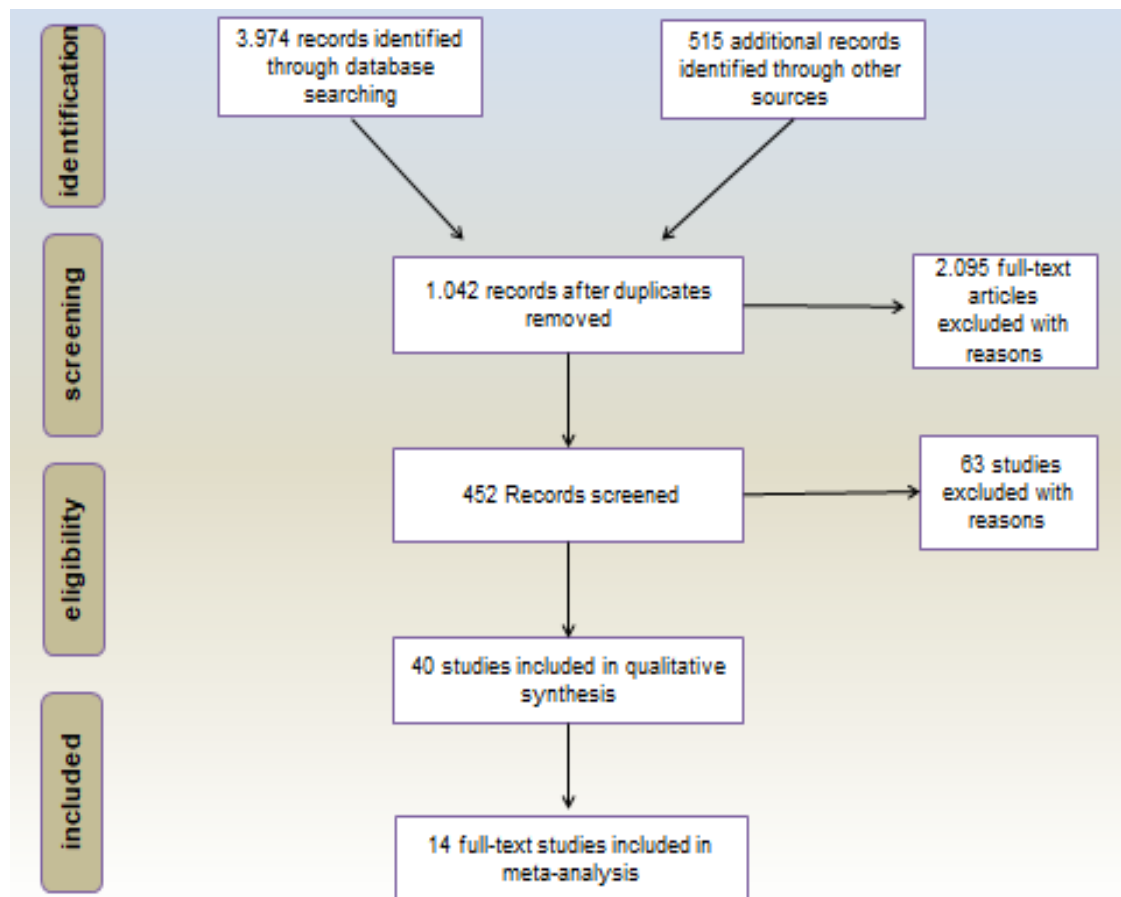 identification
3.974 records identified
through database
searching
515 additional records
identified through other
sources
screening
1.042 records after duplicates
removed
2.095 full-text
articles
excluded with
reasons
eligibility
452 Records screened
63 studies
excluded with
reasons
40 studies included in qualitative
synthesis
included
14 full-text studies included in
meta-analysis